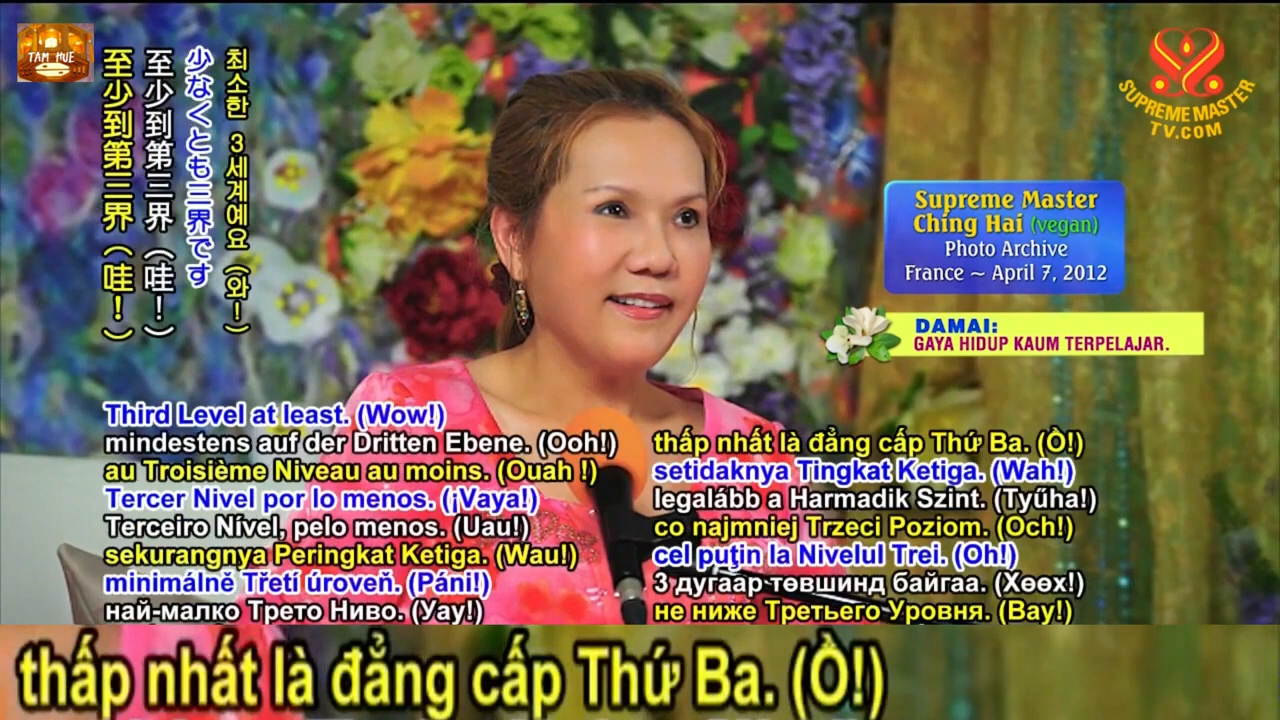 TAM HUE
至少到第三界（哇！）
至少到第三界（哇！）
少なくとも三界です
최소한 3세계예요 (와!)
SUPREME MASTER
TV.COM
Supreme Master
Ching Hai (vegan)
Photo Archive
France ~ April 7, 2012
DAMAI:
GAYA HIDUP KAUM TERPELAJAR.
Third Level at least. (Wow!)
mindestens auf der Dritten Ebene. (Ooh!)
au Troisième Niveau au moins. (Ouah !)
Tercer Nivel por lo menos. (¡Vaya!)
Terceiro Nível, pelo menos. (Uau!)
sekurangnya Peringkat Ketiga. (Wau!)
minimálně Třetí úroveň. (Páni!)
най-малко Трето Ниво. (Уау!)
thấp nhất là đẳng cấp Thứ Ba. (Ồ!)
setidaknya Tingkat Ketiga. (Wah!)
legalább a Harmadik Szint. (Tyűha!)
co najmniej Trzeci Poziom. (Och!)
cel puţin la Nivelul Trei. (Oh!)
3 дугаар төвшинд байгаа. (Хөөх!)
не ниже Третьего Уровня. (Вау!)
thấp nhất là đẳng cấp Thứ Ba. (Ồ!)